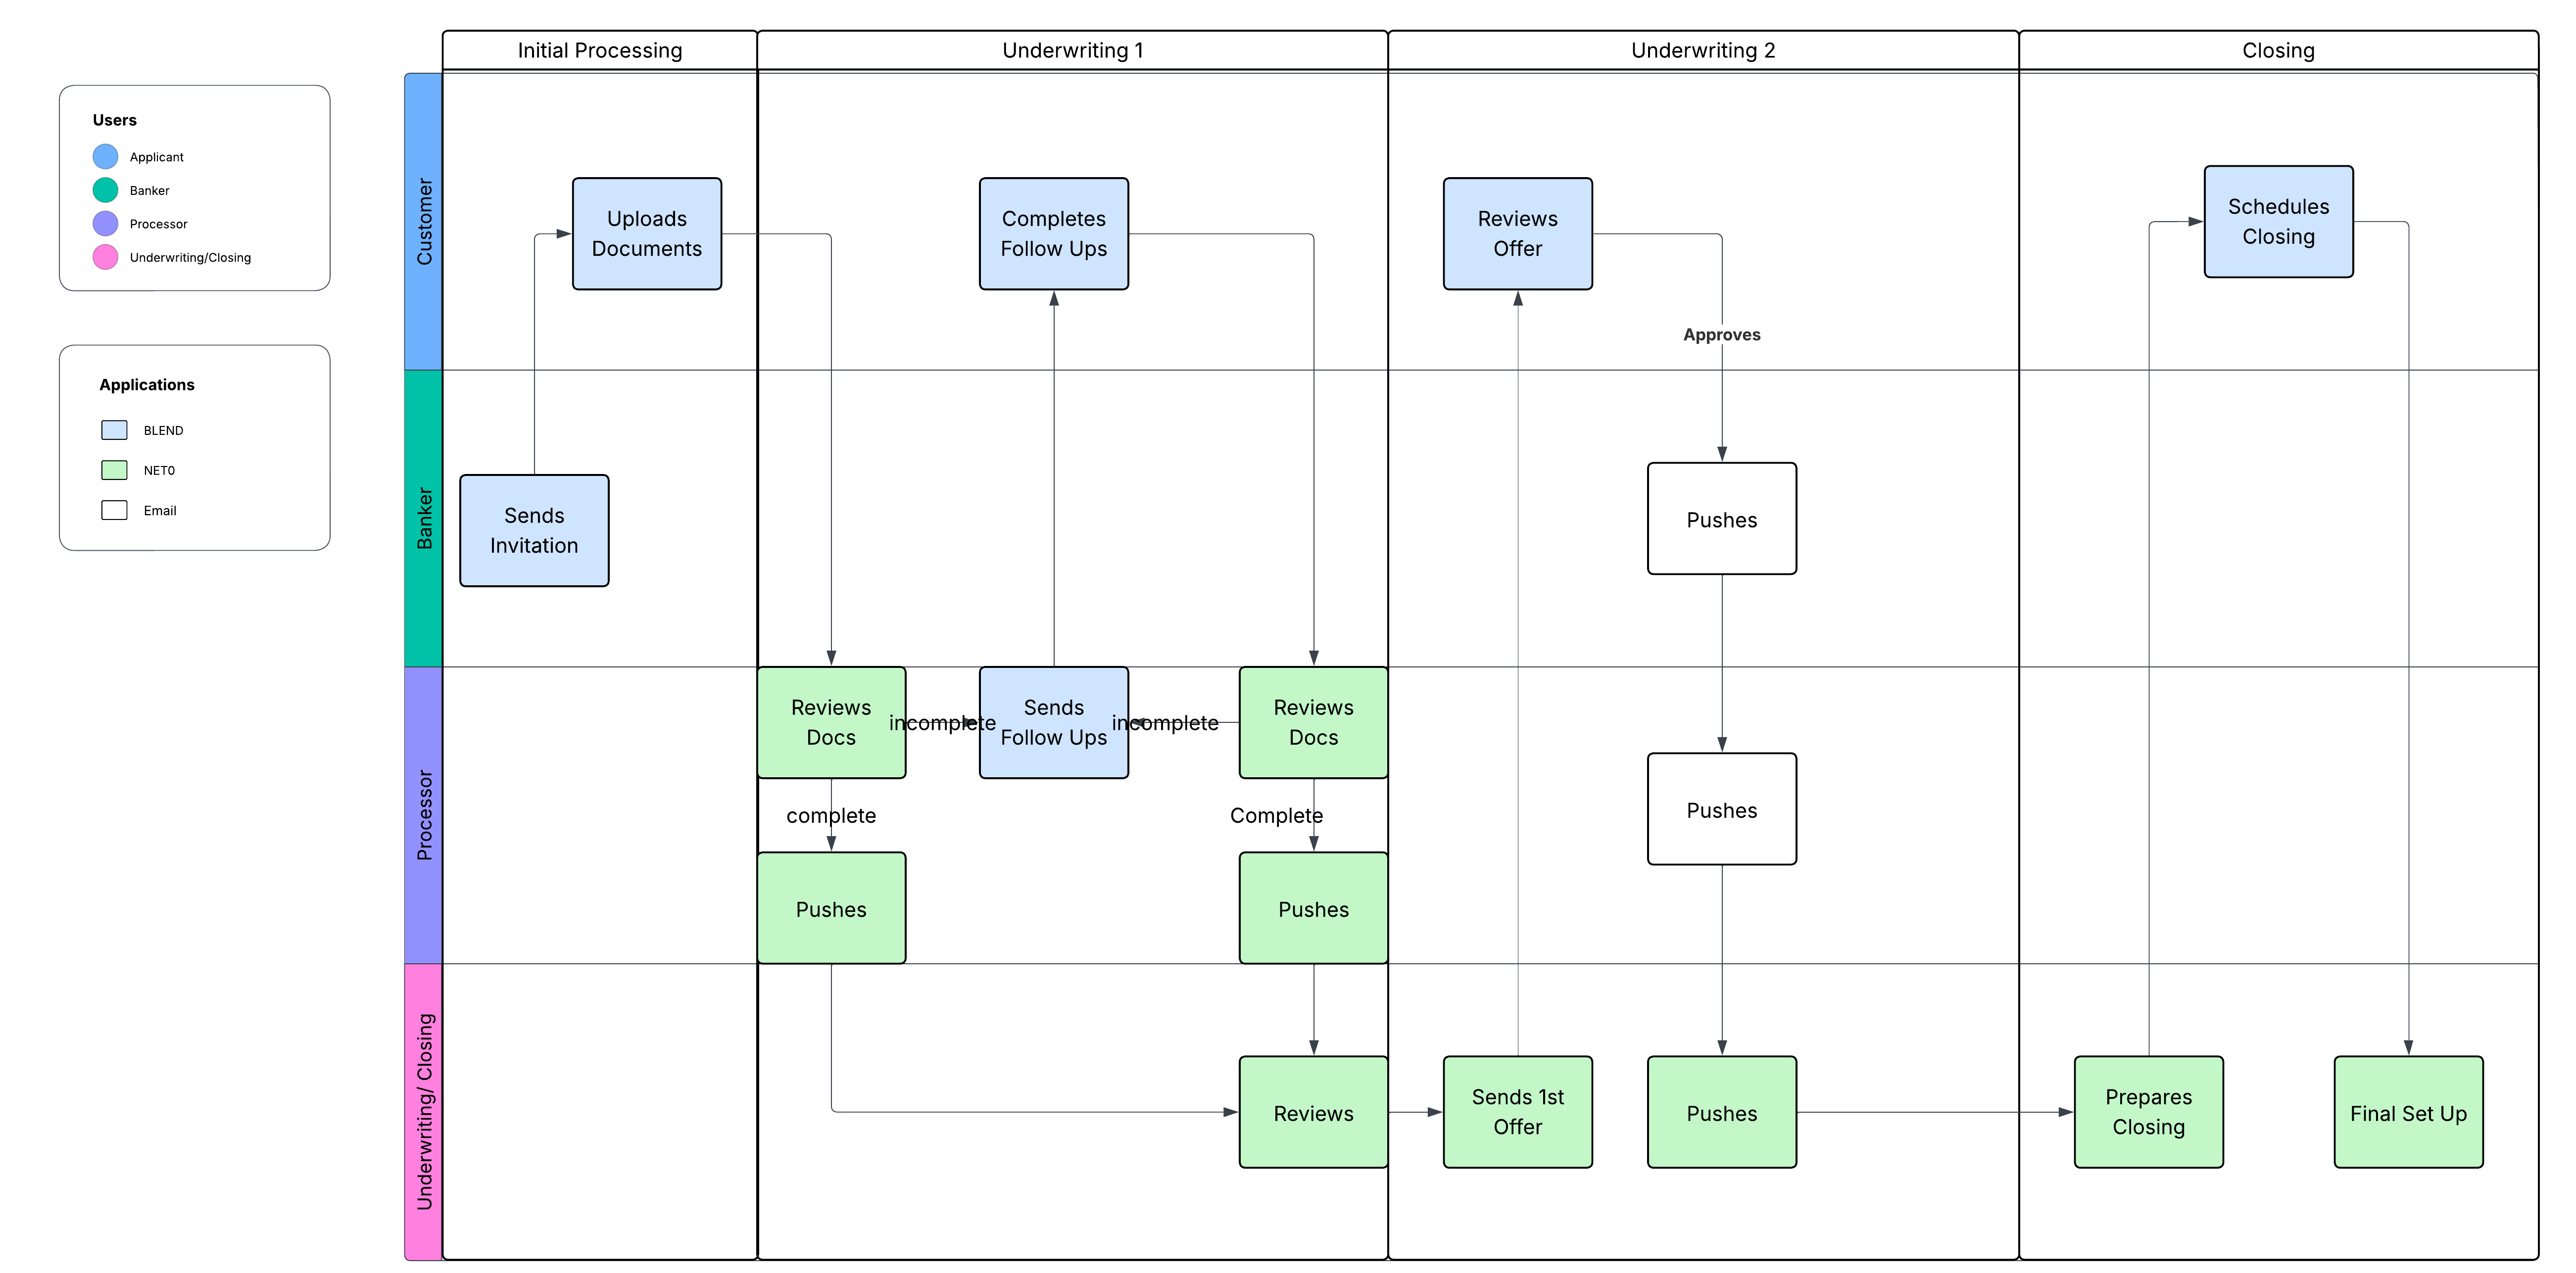 Initial Processing
Underwriting 1
Underwriting 2
Closing
Users
Applicant
Banker
Processor
Underwriting/Closing
Applications
BLEND
NET0
Email
Customer
Uploads
Documents
Completes
Follow Ups
Reviews
Offer
Approves
Schedules
Closing
Banker
Sends
Invitation
Pushes
Processor
Reviews
Docs
incomplete
Sends
Follow Ups
incomplete
Reviews
Docs
complete
Complete
Pushes
Pushes
Pushes
Underwriting/ Closing
Reviews
Sends 1st
Offer
Pushes
Prepares
Closing
Final Set Up